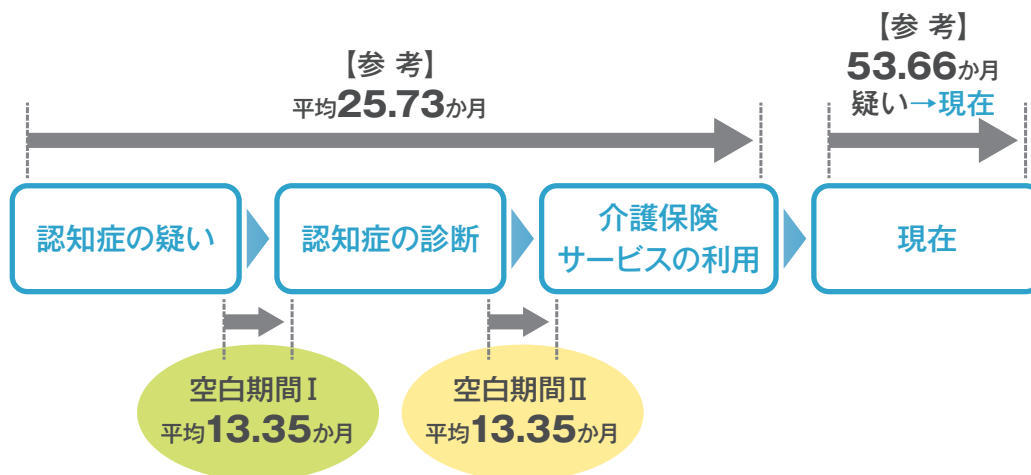 【参 考】
平均25.73か月
【参 考】
53.66か月
疑い→現在
認知症の疑い
認知症の診断
介護保険
サービスの利用
現在
空白期間Ⅰ
平均13.35か月
空白期間Ⅱ
平均13.35か月